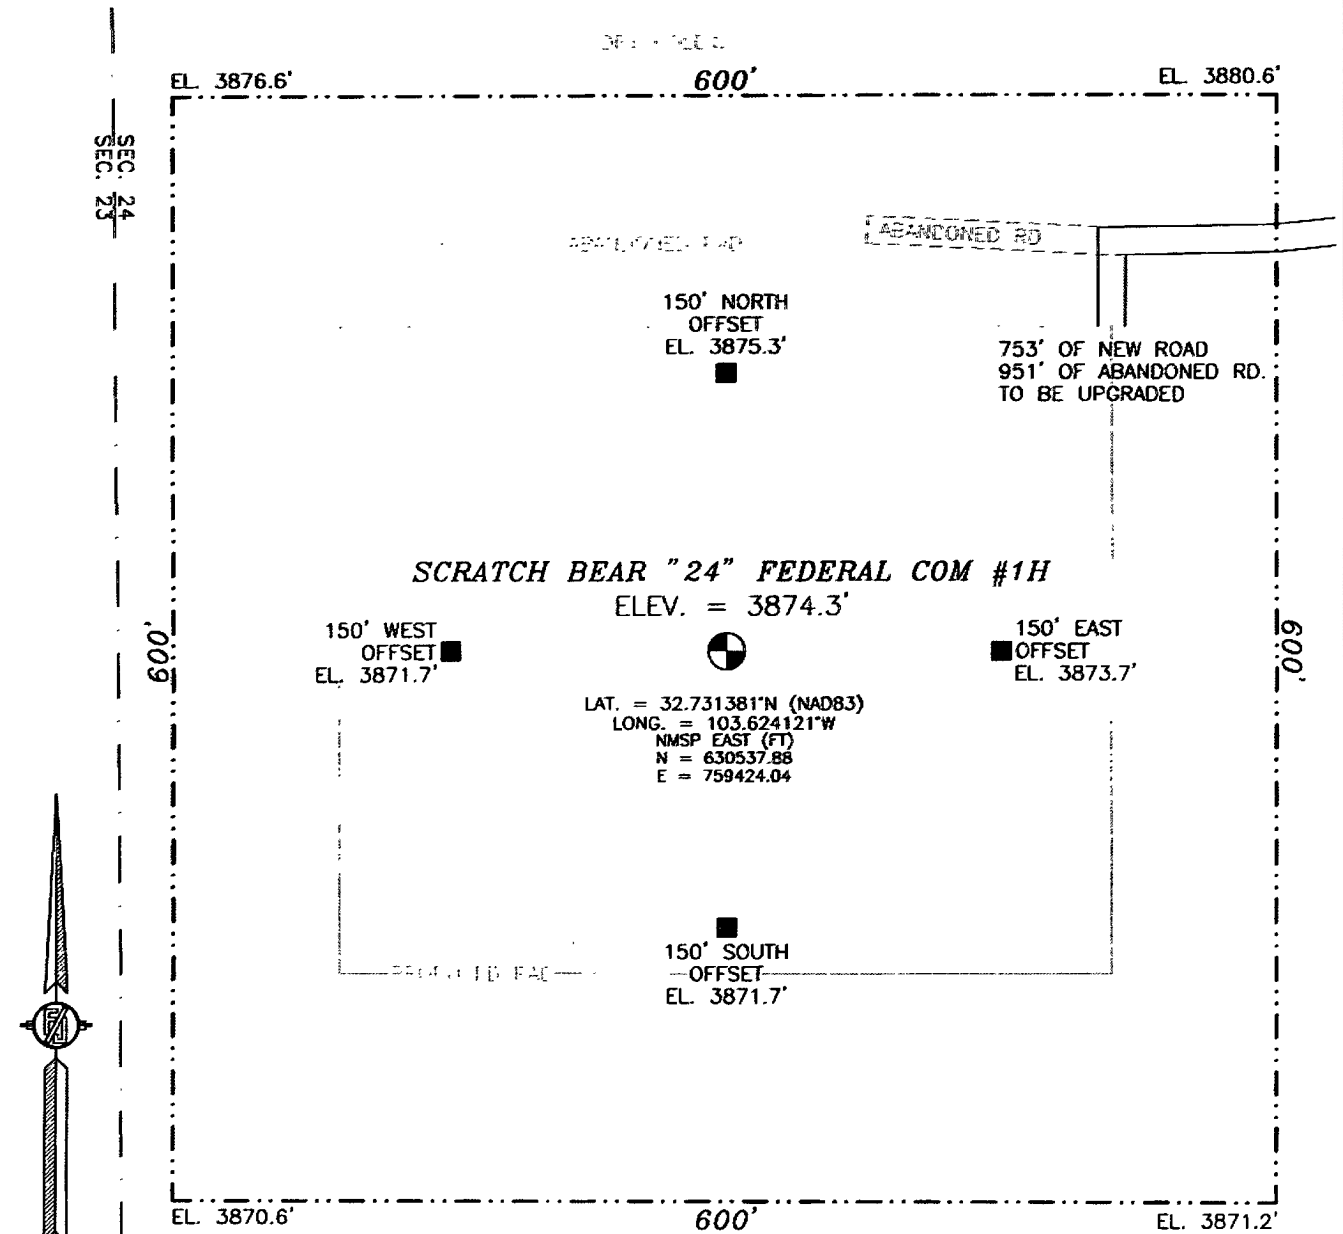 EL. 3876.6'
600'
EL. 3880.6'
SEC. 24
SEC. 23
ABANDONED RD
150' NORTH
OFFSET
EL. 3875.3'
753' OF NEW ROAD
951' OF ABANDONED RD.
TO BE UPGRADED
SCRATCH BEAR "24" FEDERAL COM #1H
ELEV. = 3874.3'
600'
150' WEST
OFFSET
EL. 3871.7'
150' EAST
OFFSET
EL. 3873.7'
600'
LAT. = 32.731381°N (NAD83)
LONG. = 103.624121°W
NMSP EAST (FT)
N = 630537.88
E = 759424.04
150' SOUTH
OFFSET
EL. 3871.7'
EL. 3870.6'
600'
EL. 3871.2'